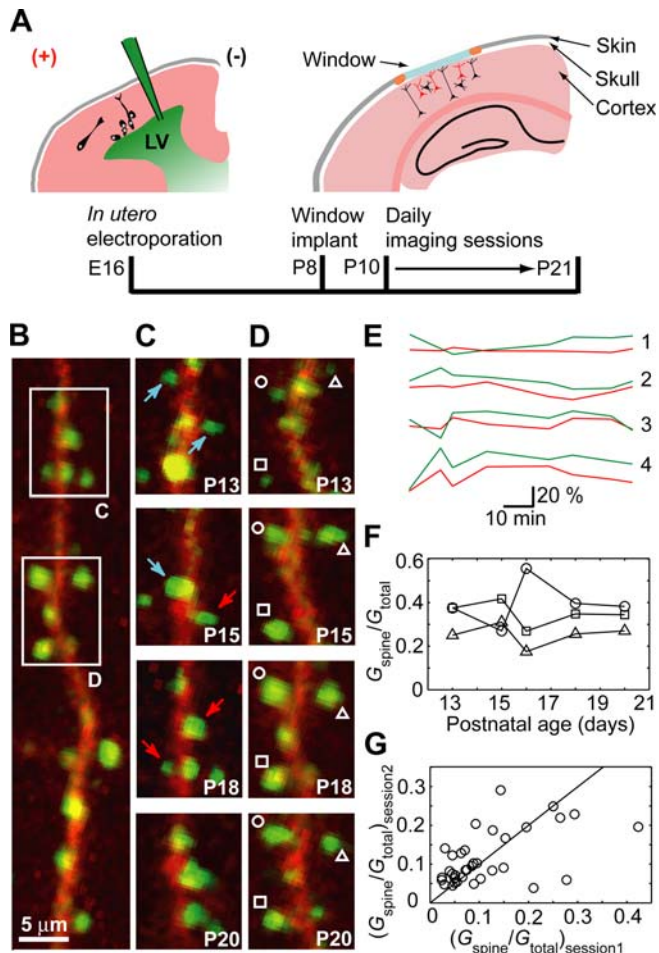 A
(+)
(-)
LV
Window
Skin
Skull
Cortex
In utero
electroporation
Window
implant
Daily
imaging sessions
E16
P8
P10
P21
B
C
D
E
C
D
5 μm
P13
P15
P18
P20
P13
P15
P18
P20
1
2
3
4
20 %
10 min
F
Gspine/Gtotal
0.6
0.4
0.2
0
13
15
17
19
21
Postnatal age (days)
G
(Gspine/Gtotal)session2
0.3
0.2
0.1
0
0
0.1
0.2
0.3
0.4
(Gspine/Gtotal)session1